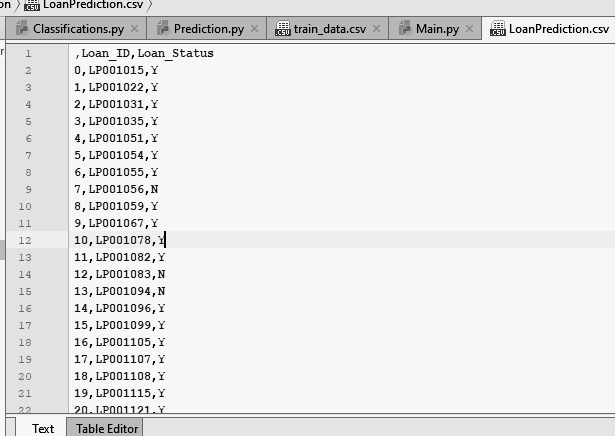 on LoanPrediction.csv
Classifications.py Prediction.py train_data.csv Main.py LoanPrediction.csv
1 ,Loan_ID,Loan_Status
2 0,LP001015,Y
3 1,LP001022,Y
4 2,LP001031,Y
5 3,LP001035,Y
6 4,LP001051,Y
7 5,LP001054,Y
8 6,LP001055,Y
9 7,LP001056,N
10 8,LP001059,Y
11 9,LP001067,Y
12 10,LP001078,Y
13 11,LP001082,Y
14 12,LP001083,N
15 13,LP001094,N
16 14,LP001096,Y
17 15,LP001099,Y
18 16,LP001105,Y
19 17,LP001107,Y
20 18,LP001108,Y
21 19,LP001115,Y
22 20,LP001121,Y
Text Table Editor